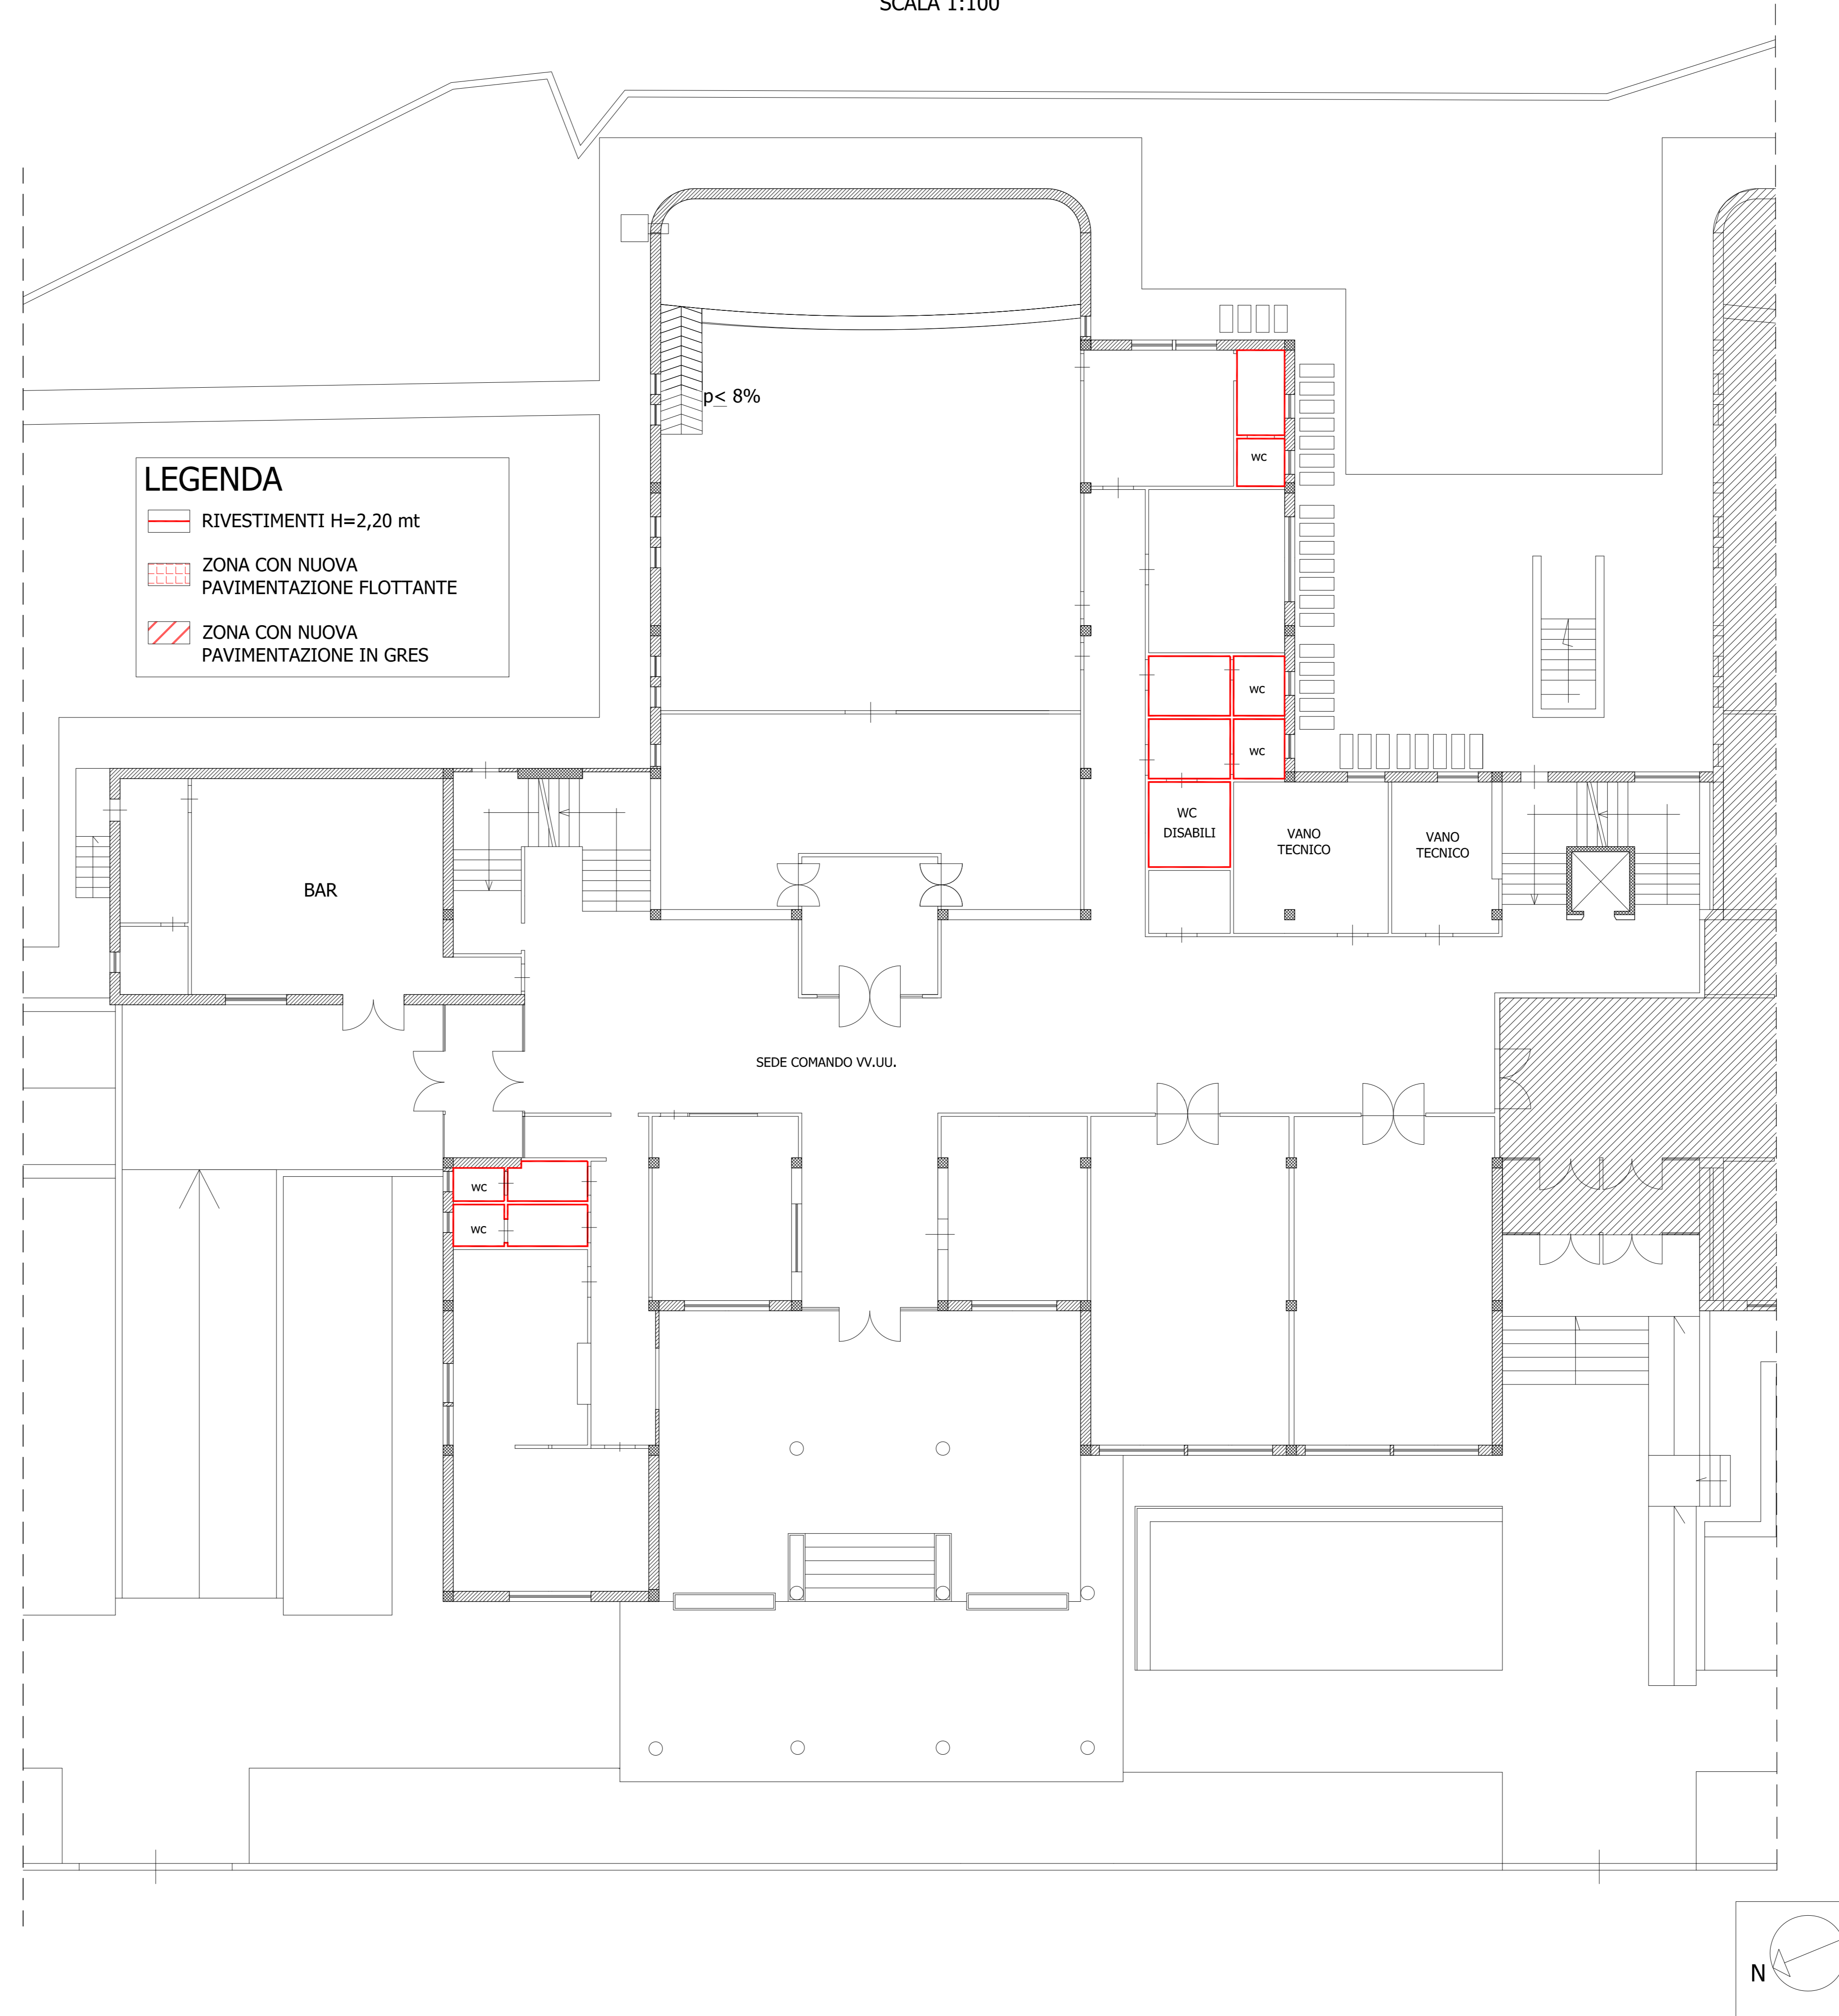 SCALA 1:100
p< 8%
LEGENDA
RIVESTIMENTI H=2,20 mt
ZONA CON NUOVA
PAVIMENTAZIONE FLOTTANTE
ZONA CON NUOVA
PAVIMENTAZIONE IN GRES
wc
wc
wc
WC
DISABILI
VANO
TECNICO
VANO
TECNICO
BAR
SEDE COMANDO VV.UU.
wc
wc
N